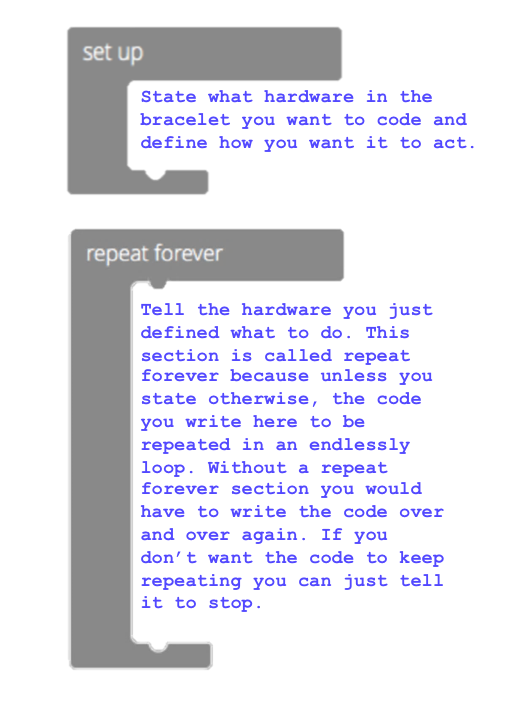 set up
State what hardware in the
bracelet you want to code and
define how you want it to act.
repeat forever
Tell the hardware you just
defined what to do. This
section is called repeat
forever because unless you
state otherwise, the code
you write here to be
repeated in an endlessly
loop. Without a repeat
forever section you would
have to write the code over
and over again. If you
don’t want the code to keep
repeating you can just tell
it to stop.